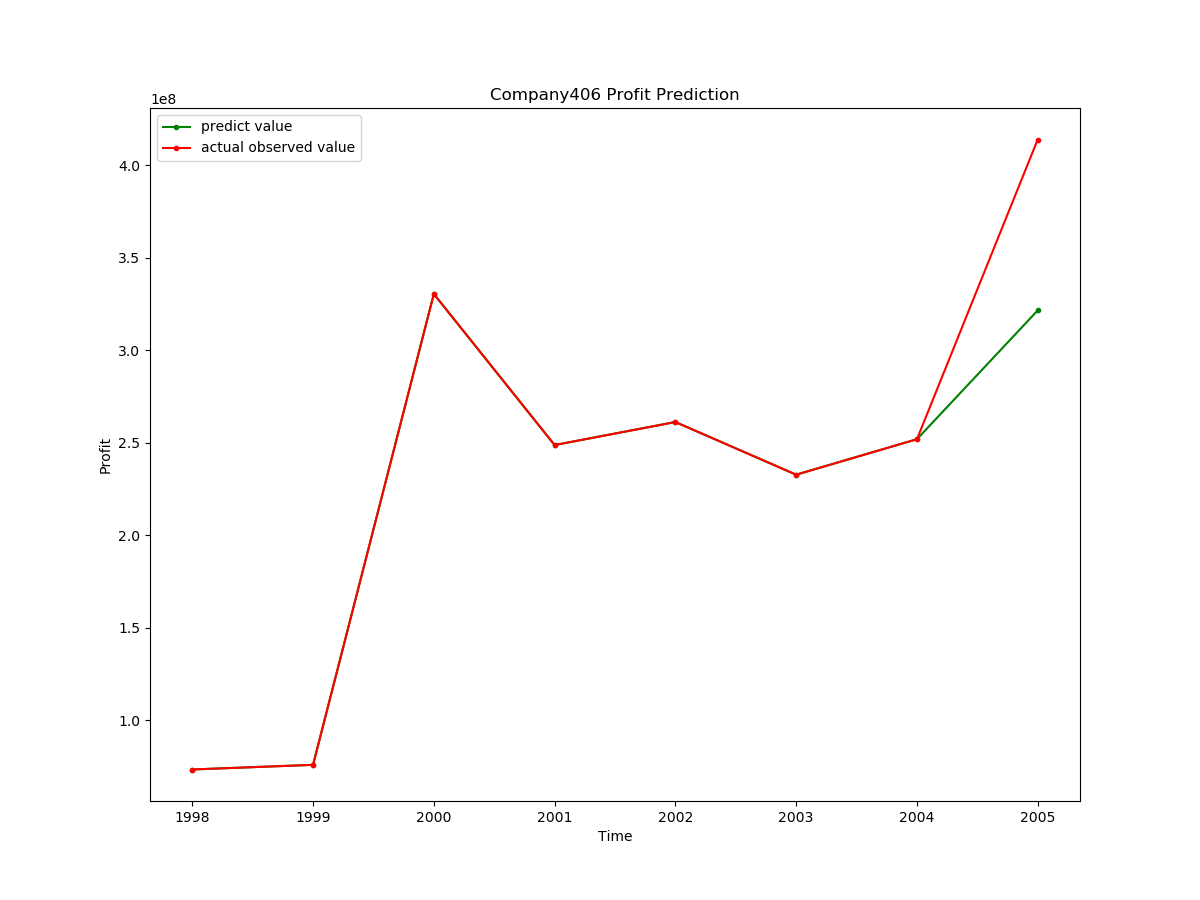 Company406 Profit Prediction
1e8
predict value
actual observed value
4.0
3.5
3.0
2.5
2.0
1.5
1.0
Profit
1998 1999 2000 2001 2002 2003 2004 2005
Time